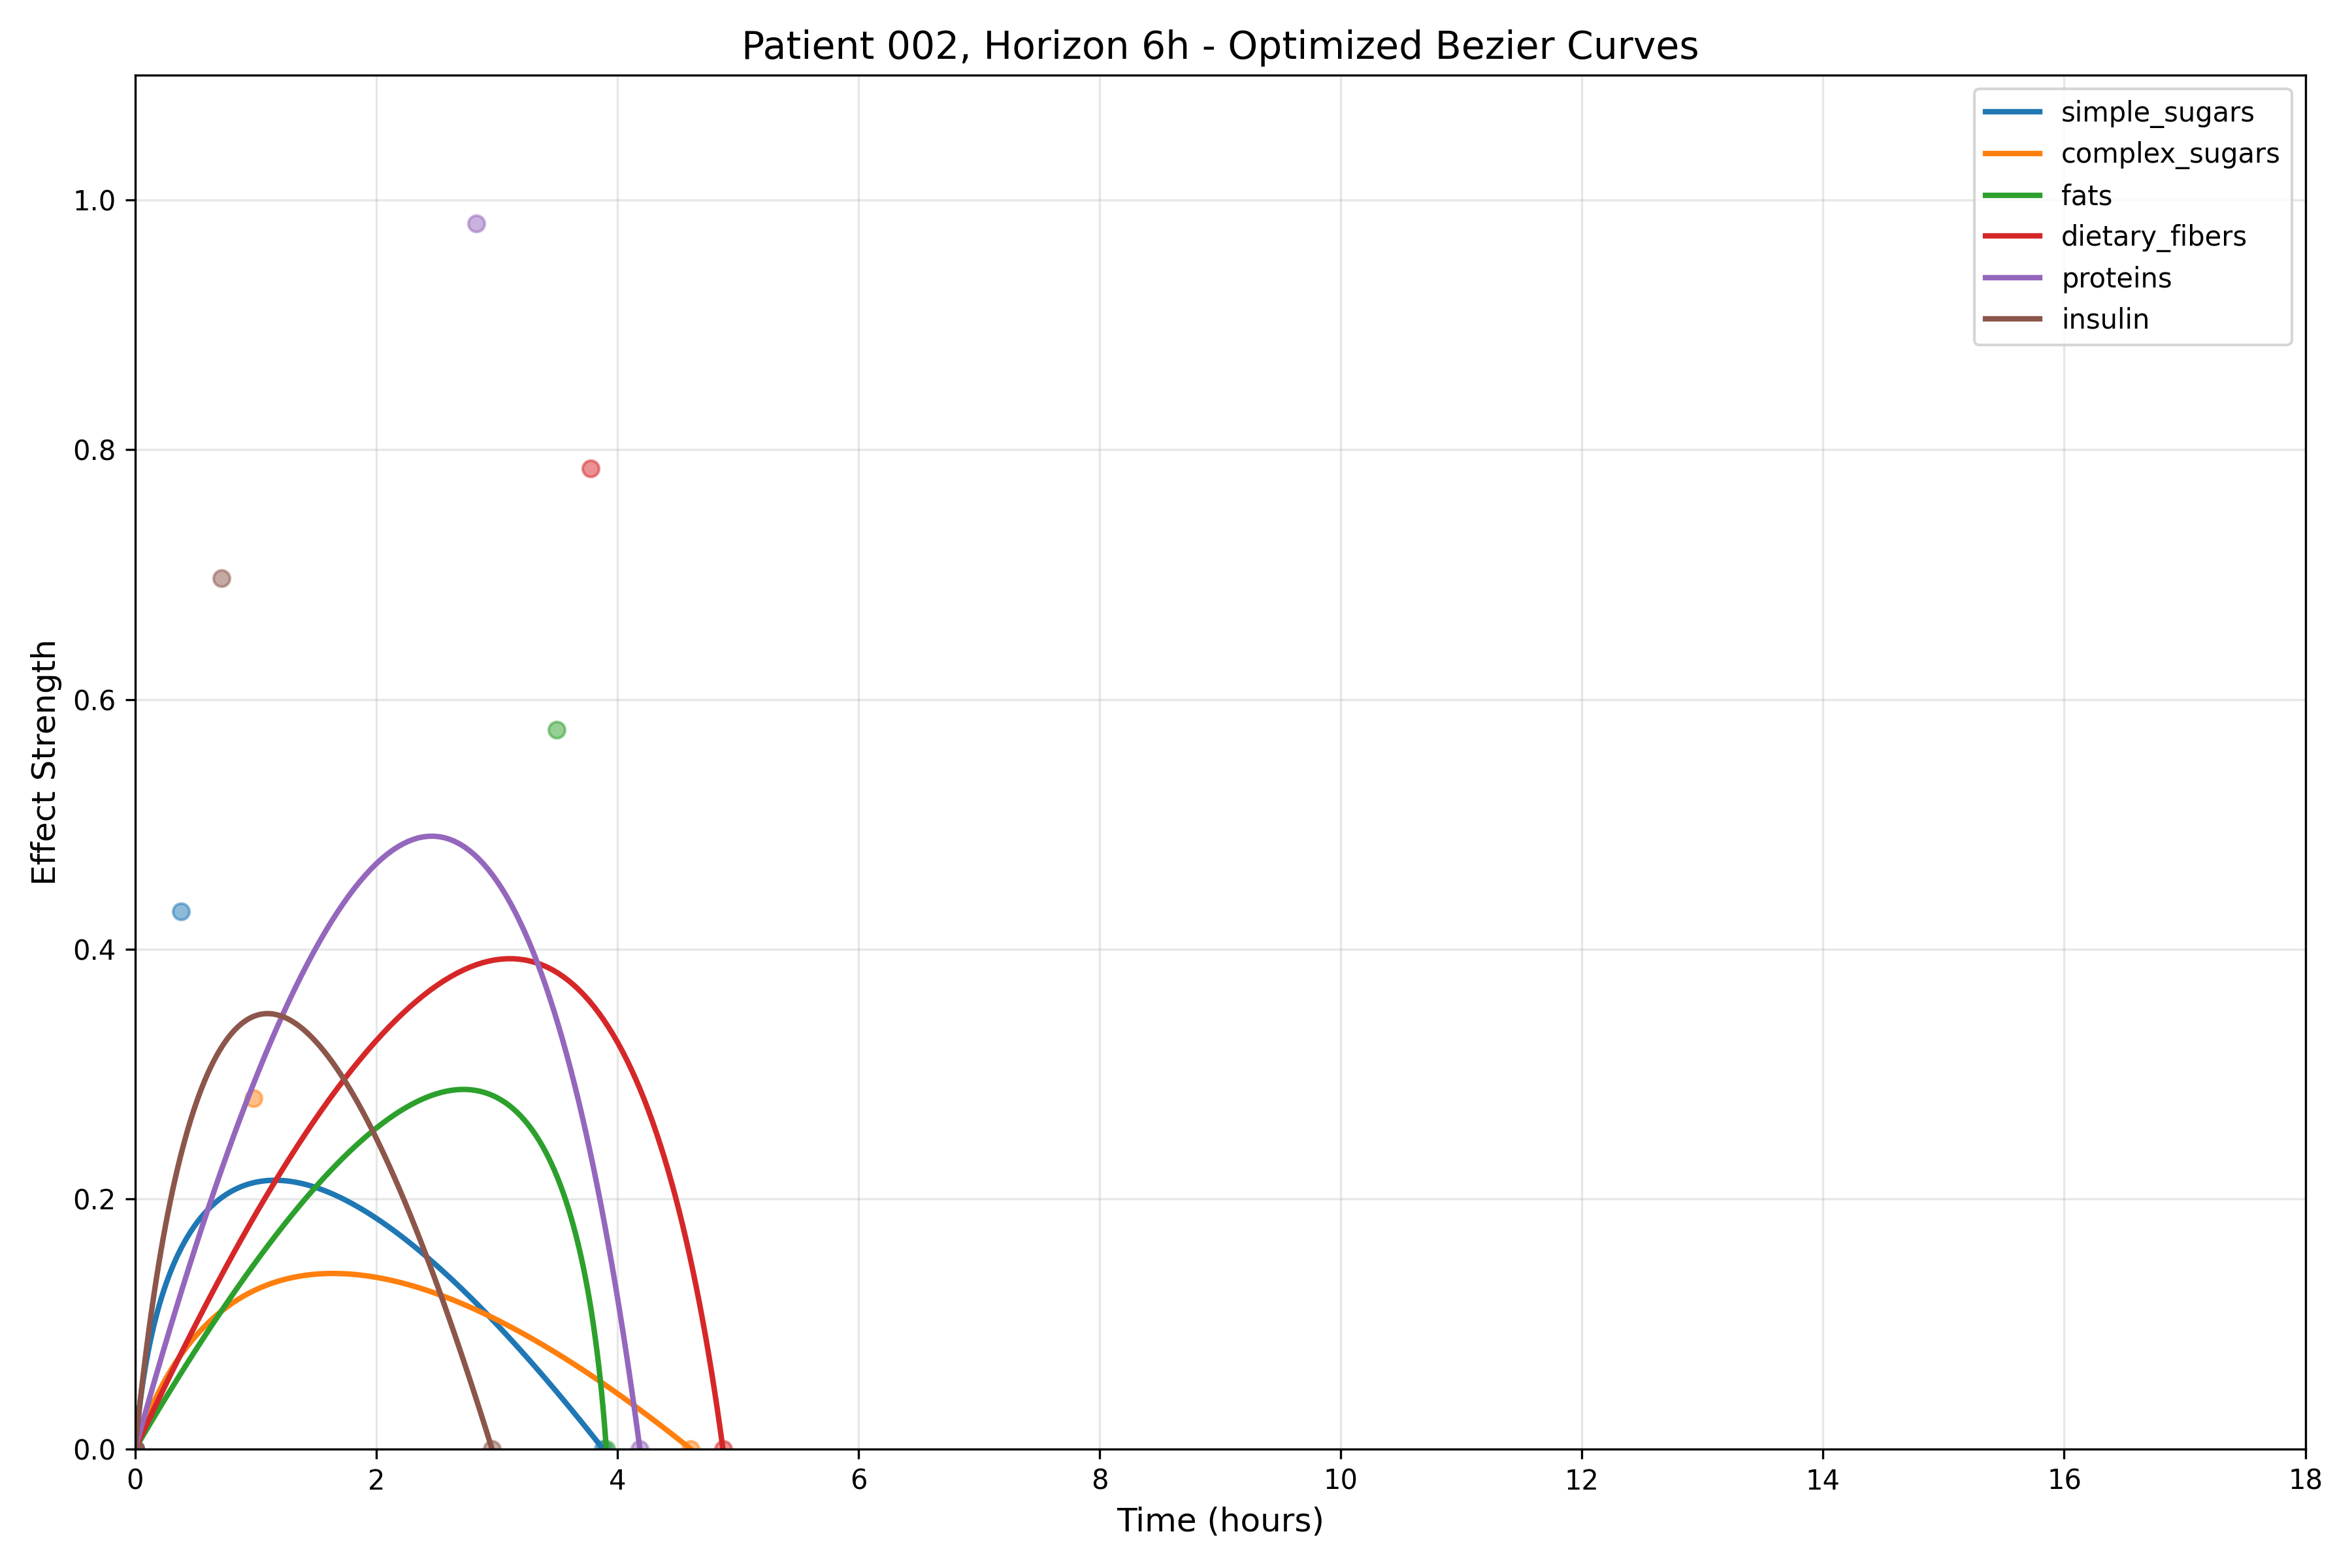 Patient 002, Horizon 6h - Optimized Bezier Curves
simple_sugars
complex_sugars
fats
dietary_fibers
proteins
insulin
Effect Strength
1.0
0.8
0.6
0.4
0.2
0.0
0 2 4 6 8 10 12 14 16 18
Time (hours)